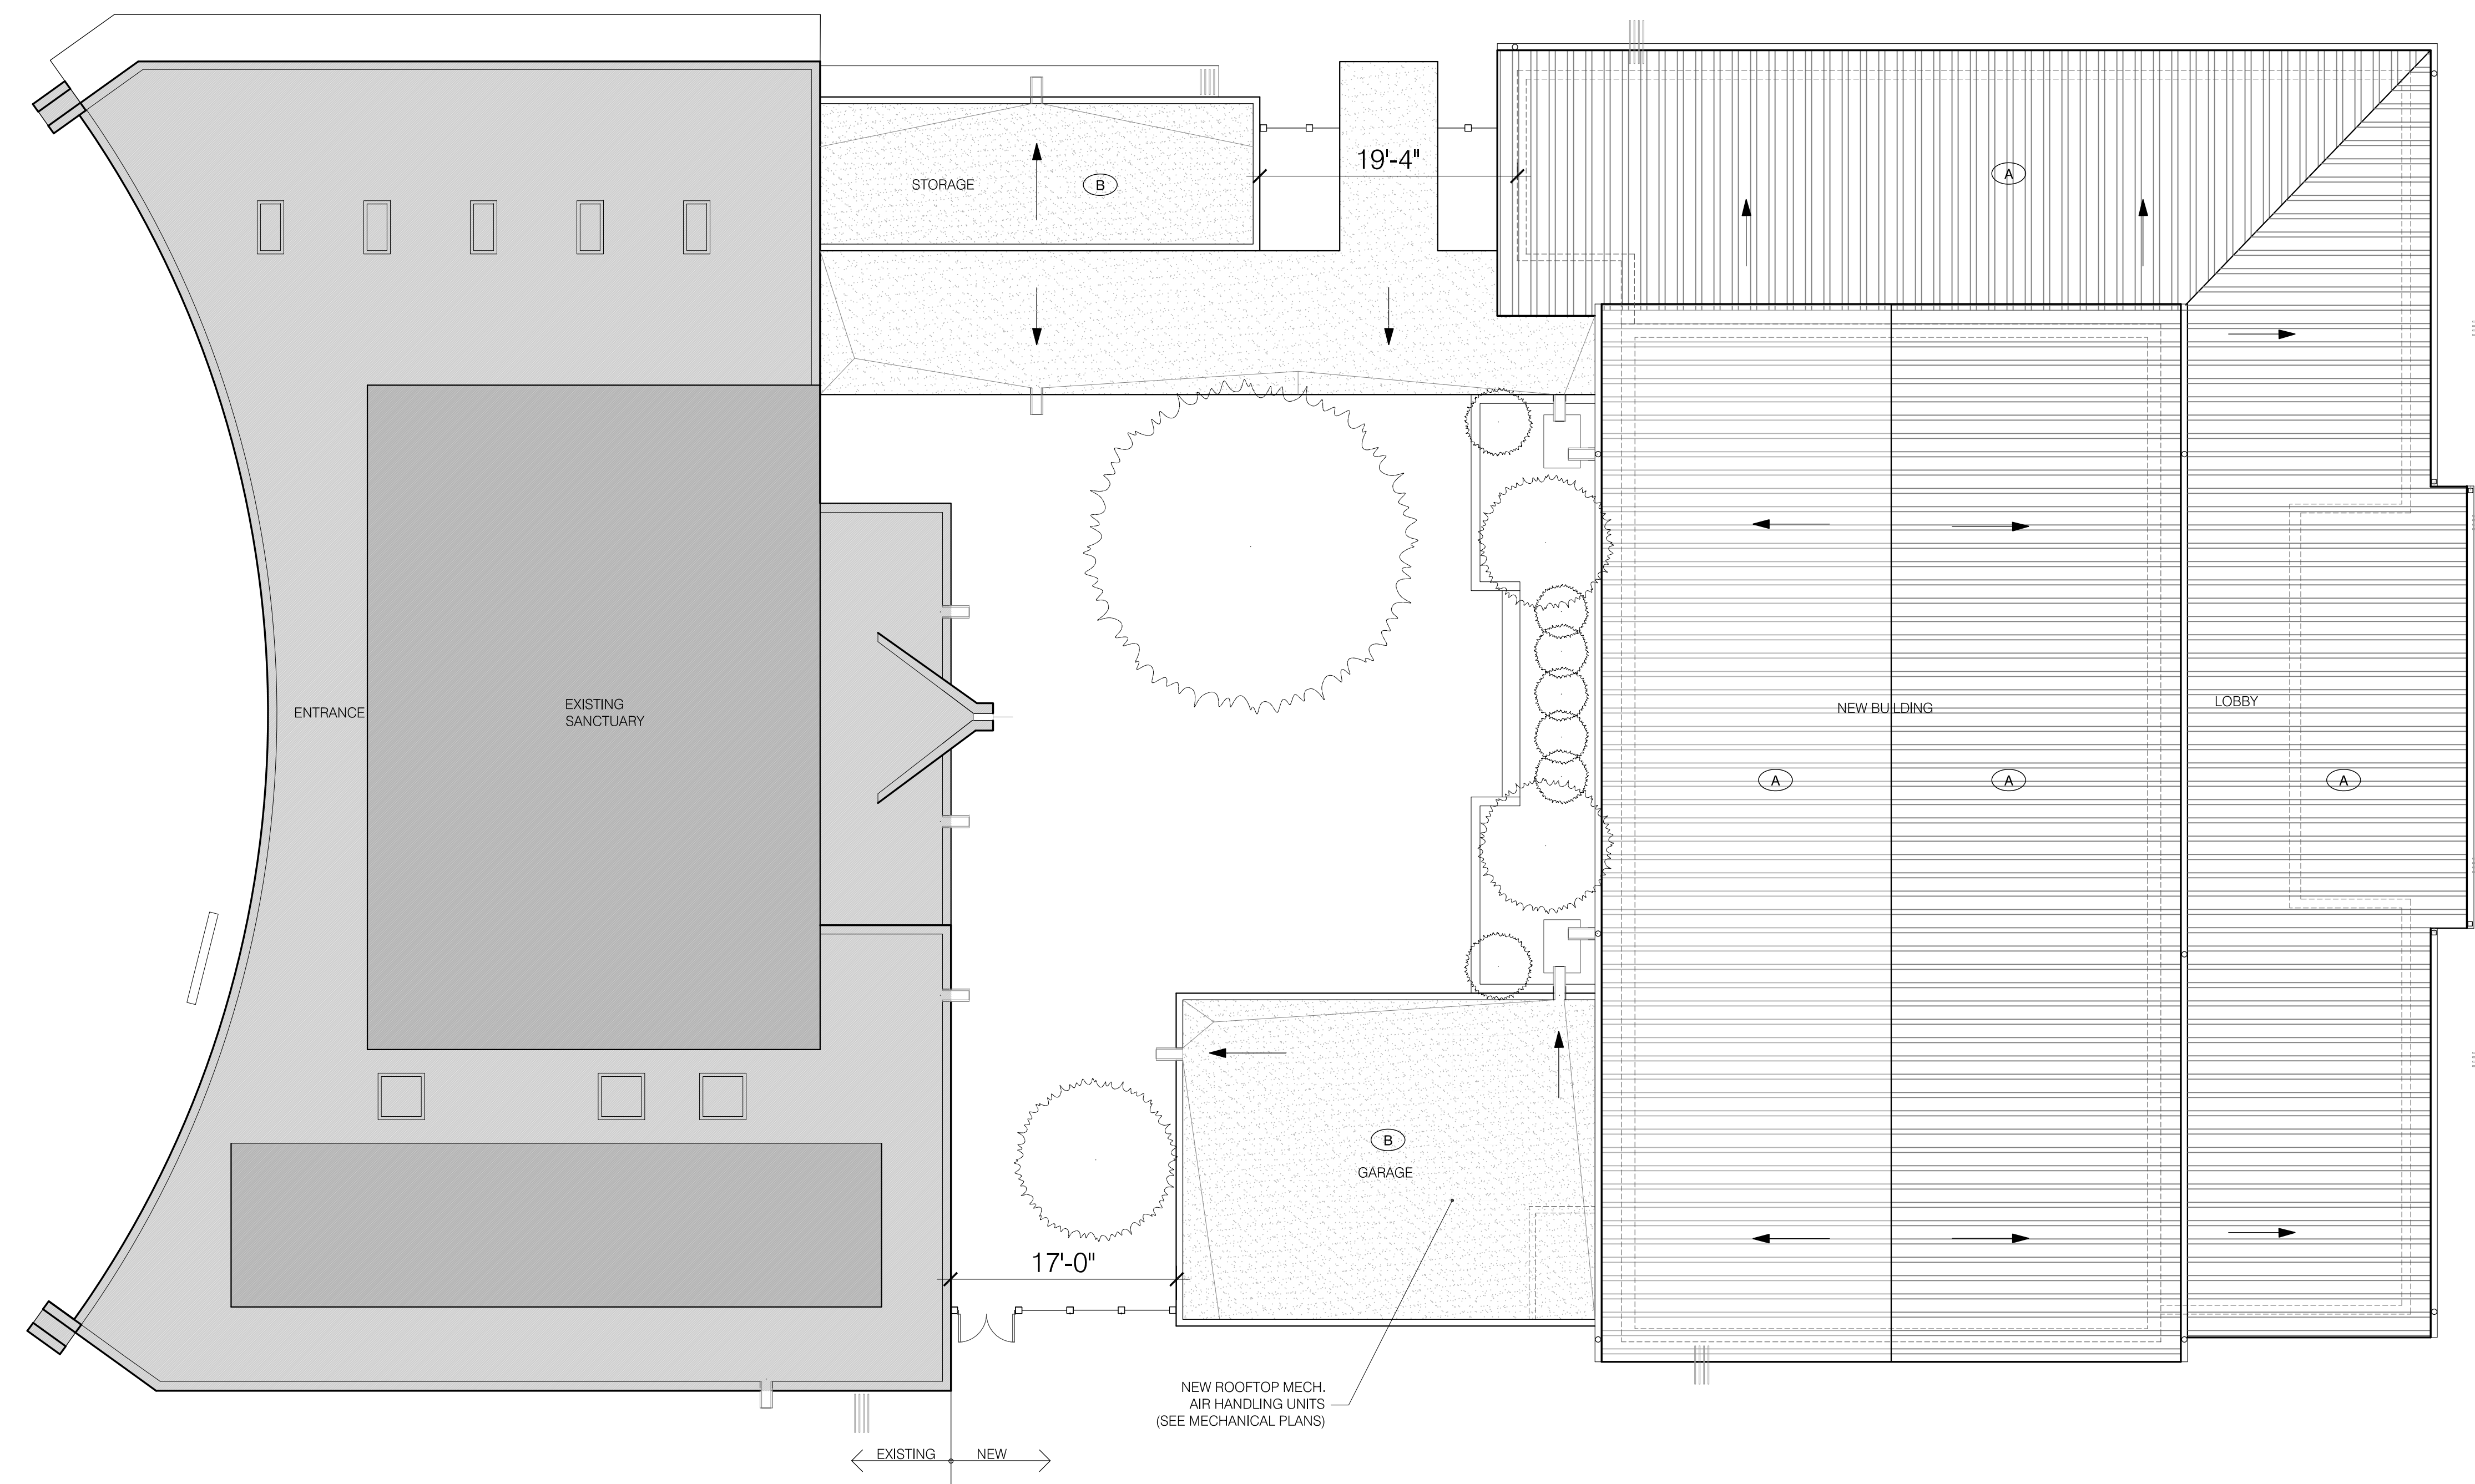 19'-4"
A
STORAGE
B
ENTRANCE
EXISTING
SANCTUARY
NEW BUILDING
LOBBY
A
A
A
B
GARAGE
17'-0"
NEW ROOFTOP MECH.
AIR HANDLING UNITS
(SEE MECHANICAL PLANS)
EXISTING
NEW